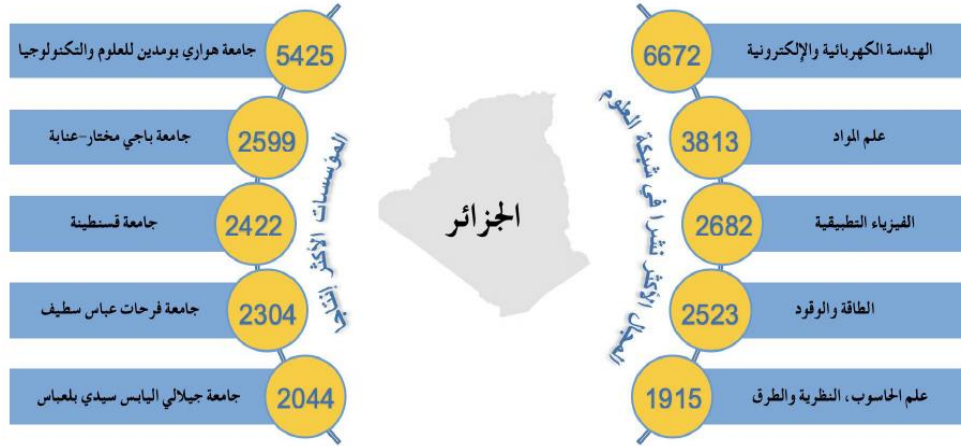 الهندسة الكهربائية والإلكترونية
6672
علم المواد
3813
الفيزياء التطبيقية
2682
الطاقة والوقود
2523
علم الحاسوب، النظرية والطرق
1915
المجال الأكثر نشرا في شبكة العلوم
الجزائر
المؤسسات الأكثر إنتاجا
5425
جامعة هواري بومدين للعلوم والتكنولوجيا
2599
جامعة باجي مختار-عنابة
2422
جامعة قسنطينة
2304
جامعة فرحات عباس سطيف
2044
جامعة جيلالي اليابس سيدي بلعباس